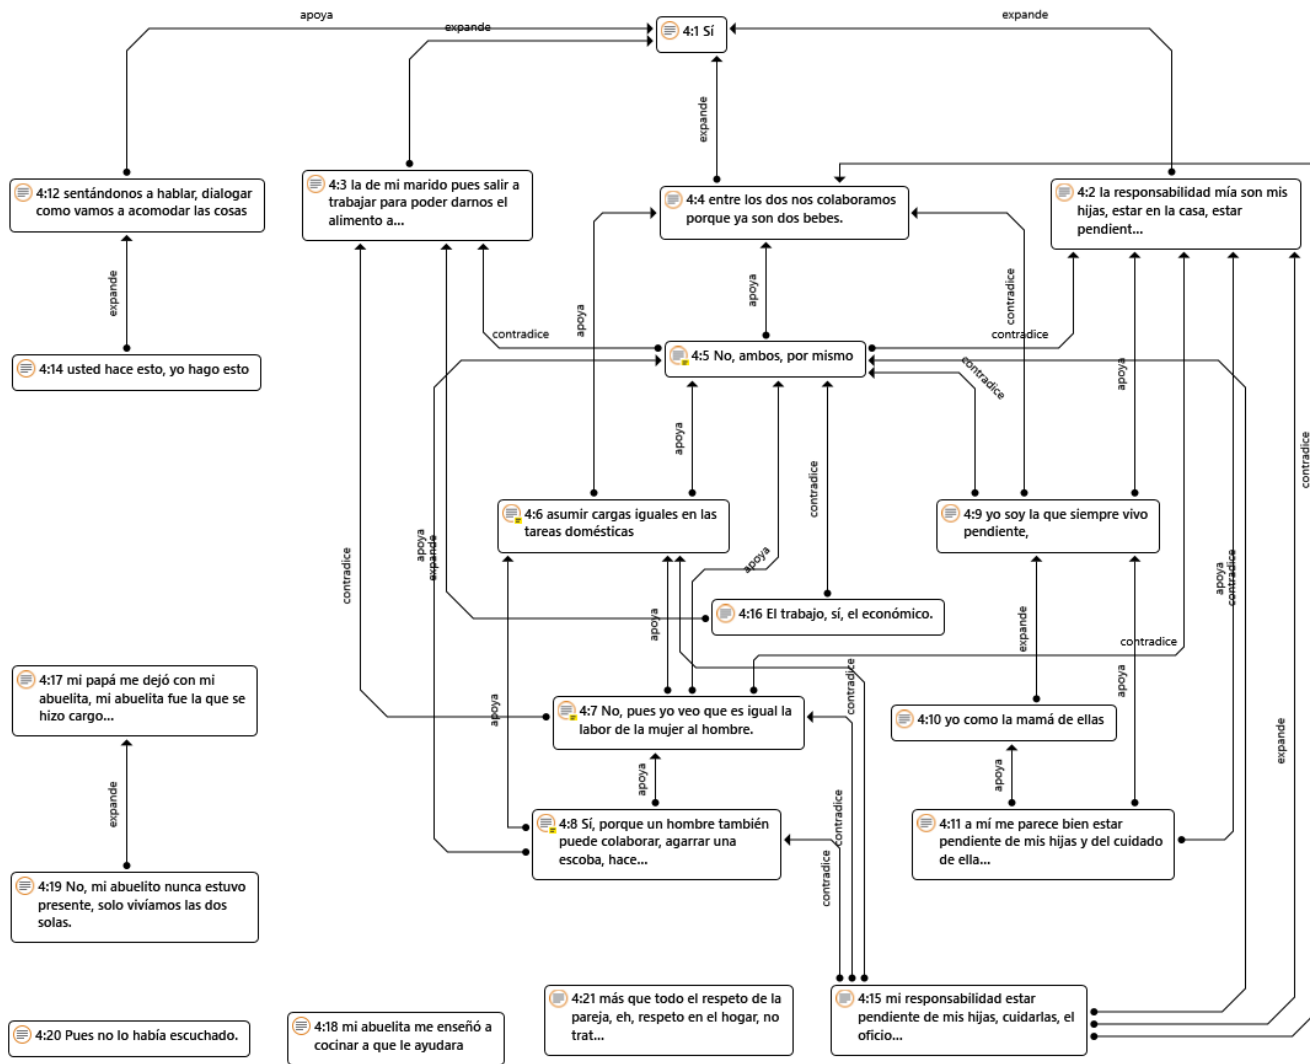 apoya
expande
expande
4:1 Sí
expande
4:12 sentándonos a hablar, dialogar
como vamos a acomodar las cosas
4:3 la de mi marido pues salir a
trabajar para poder darnos el
alimento a...
4:4 entre los dos nos colaboramos
porque ya son dos bebes.
4:2 la responsabilidad mía son mis
hijas, estar en la casa, estar
pendient...
expande
apoya
apoya
contradice
contradice
contradice
4:14 usted hace esto, yo hago esto
4:5 No, ambos, por mismo
contradice
apoya
apoya
contradice
contradice
4:6 asumir cargas iguales en las
tareas domésticas
4:9 yo soy la que siempre vivo
pendiente,
contradice
apoya
expande
apoya
apoya
contradice
4:16 El trabajo, sí, el económico.
apoya
expande
contradice
4:17 mi papá me dejó con mi
abuelita, mi abuelita fue la que se
hizo cargo...
apoya
contradice
apoya
4:7 No, pues yo veo que es igual la
labor de la mujer al hombre.
4:10 yo como la mamá de ellas
expande
expande
apoya
apoya
4:8 Sí, porque un hombre también
puede colaborar, agarrar una
escoba, hace...
contradice
contradice
4:11 a mí me parece bien estar
pendiente de mis hijas y del cuidado
de ella...
4:19 No, mi abuelito nunca estuvo
presente, solo vivíamos las dos
solas.
4:20 Pues no lo había escuchado.
4:18 mi abuelita me enseñó a
cocinar a que le ayudara
4:21 más que todo el respeto de la
pareja, eh, respeto en el hogar, no
trat...
4:15 mi responsabilidad estar
pendiente de mis hijas, cuidarlas, el
oficio...